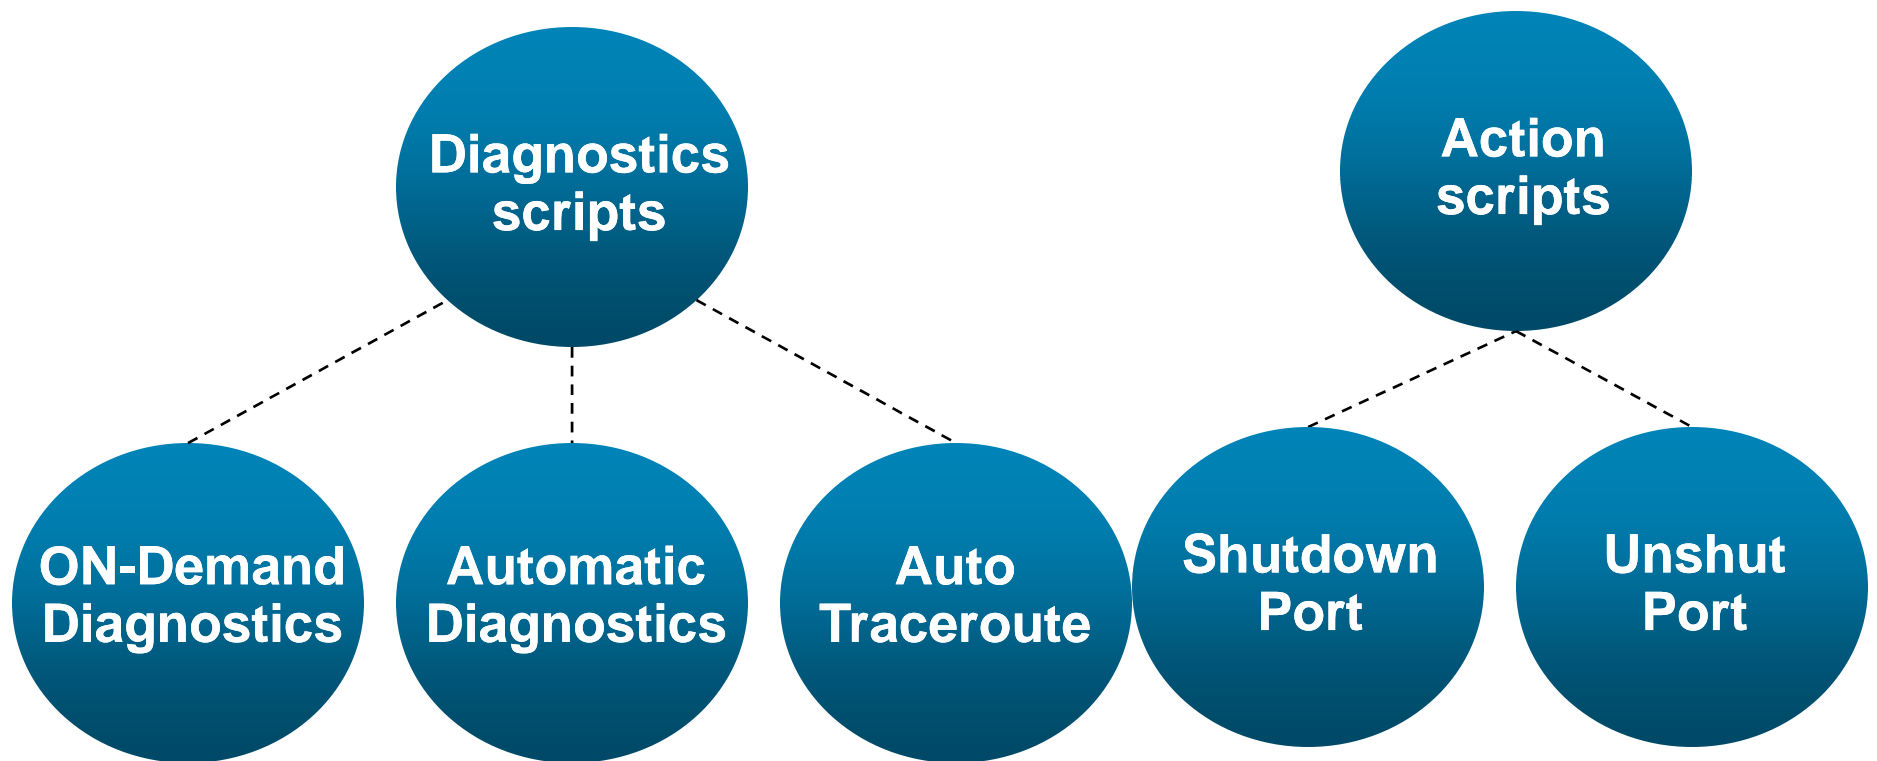 Diagnostics
scripts
Action
scripts
ON-Demand
Diagnostics
Automatic
Diagnostics
Auto
Traceroute
Shutdown
Port
Unshut
Port